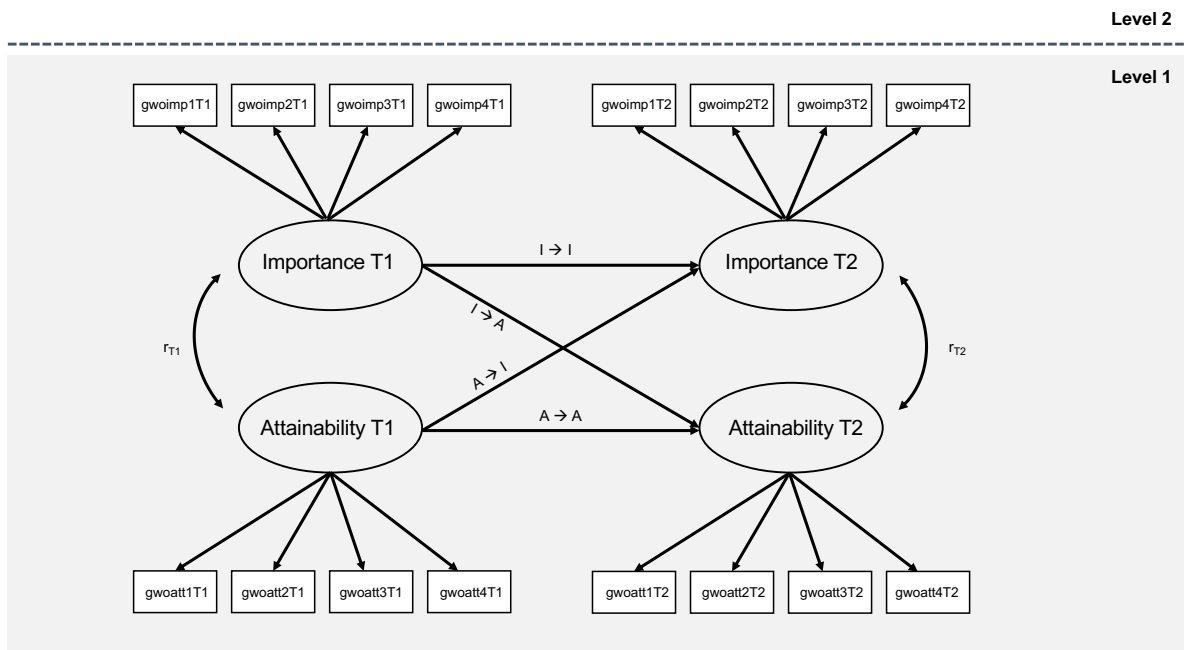 Level 2
Level 1
gwoimp1T1 gwoimp2T1 gwoimp3T1 gwoimp4T1 gwoimp1T2 gwoimp2T2 gwoimp3T2 gwoimp4T2
I → I
Importance T1 Importance T2
I → A
rT1 rT2
A → I
A → A
Attainability T1 Attainability T2
gwoatt1T1 gwoatt2T1 gwoatt3T1 gwoatt4T1 gwoatt1T2 gwoatt2T2 gwoatt3T2 gwoatt4T2